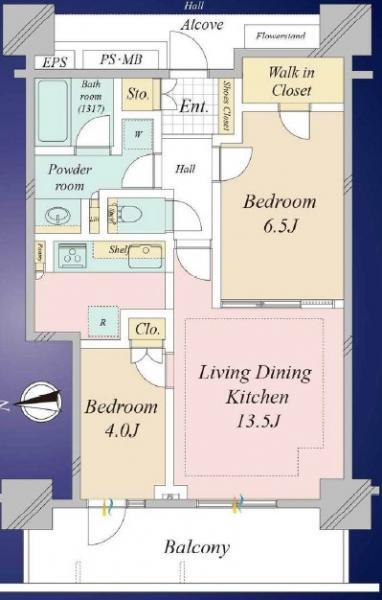 Hall
Alcove
Flowerstand
EPS
PS・MB
Bath
room
(1317)
Sto.
Ent.
Shoes Closet
Walk in
Closet
W
Hall
Powder
room
Bedroom
6.5J
Shelf
Pantry
R
Clo.
Living Dining
Kitchen
13.5J
Bedroom
4.0J
N
Balcony